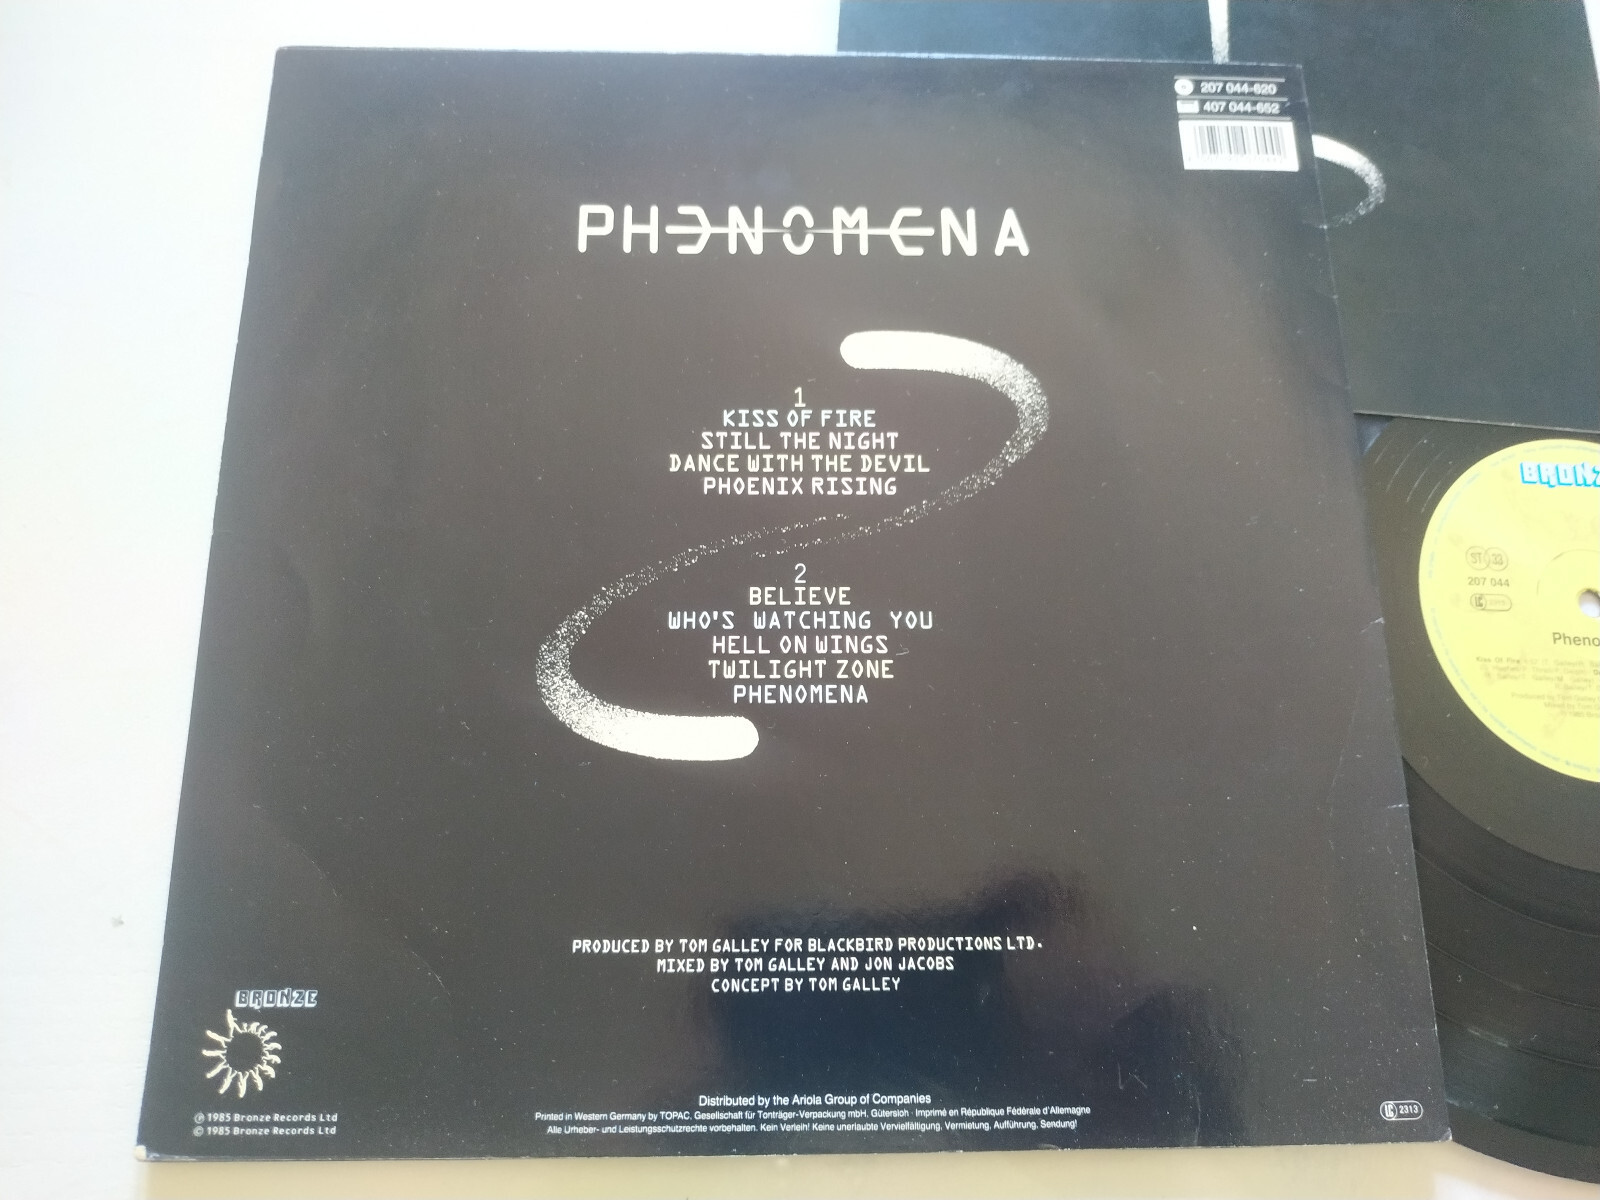 207 044-620
407 044-652
PHENOMENA
1
KISS OF FIRE
STILL THE NIGHT
DANCE WITH THE DEVIL
PHOENIX RISING
2
BELIEVE
WHO'S WATCHING YOU
HELL ON WINGS
TWILIGHT ZONE
PHENOMENA
PRODUCED BY TOM GALLEY FOR BLACKBIRD PRODUCTIONS LTD.
MIXED BY TOM GALLEY AND JON JACOBS
CONCEPT BY TOM GALLEY
BRONZE
℗ 1985 Bronze Records Ltd
© 1985 Bronze Records Ltd
Distributed by the Ariola Group of Companies
Printed in Western Germany by TOPAC, Gesellschaft für Tonträger-Verpackung mbH, Gütersloh · Imprimé en République Fédérale d'Allemagne
Alle Urheber- und Leistungsschutzrechte vorbehalten. Kein Verleih! Keine unerlaubte Vervielfältigung, Vermietung, Aufführung, Sendung!
LC 2313
BRONZ
ST 33
207 044
LC
Pheno
Kiss Of Fire